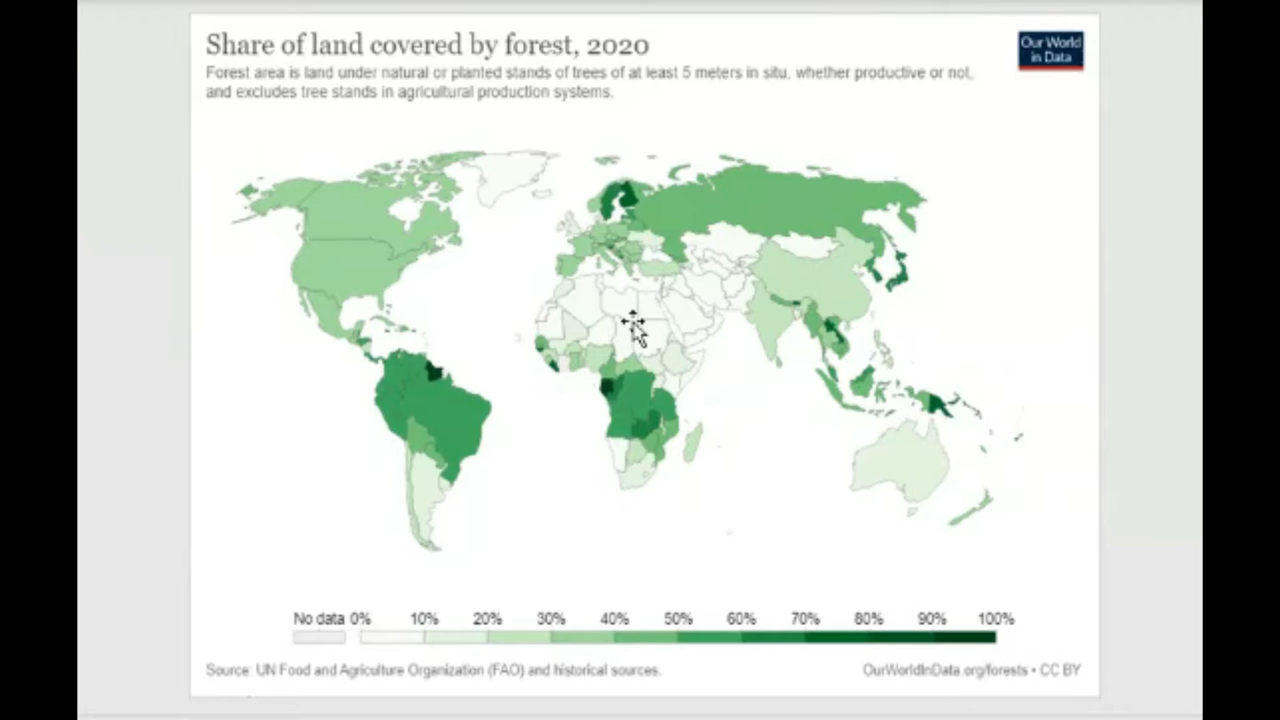 Share of land covered by forest, 2020
Our World
in Data
Forest area is land under natural or planted stands of trees of at least 5 meters in situ, whether productive or not,
and excludes tree stands in agricultural production systems.
No data 0% 10% 20% 30% 40% 50% 60% 70% 80% 90% 100%
Source: UN Food and Agriculture Organization (FAO) and historical sources.
OurWorldInData.org/forests • CC BY